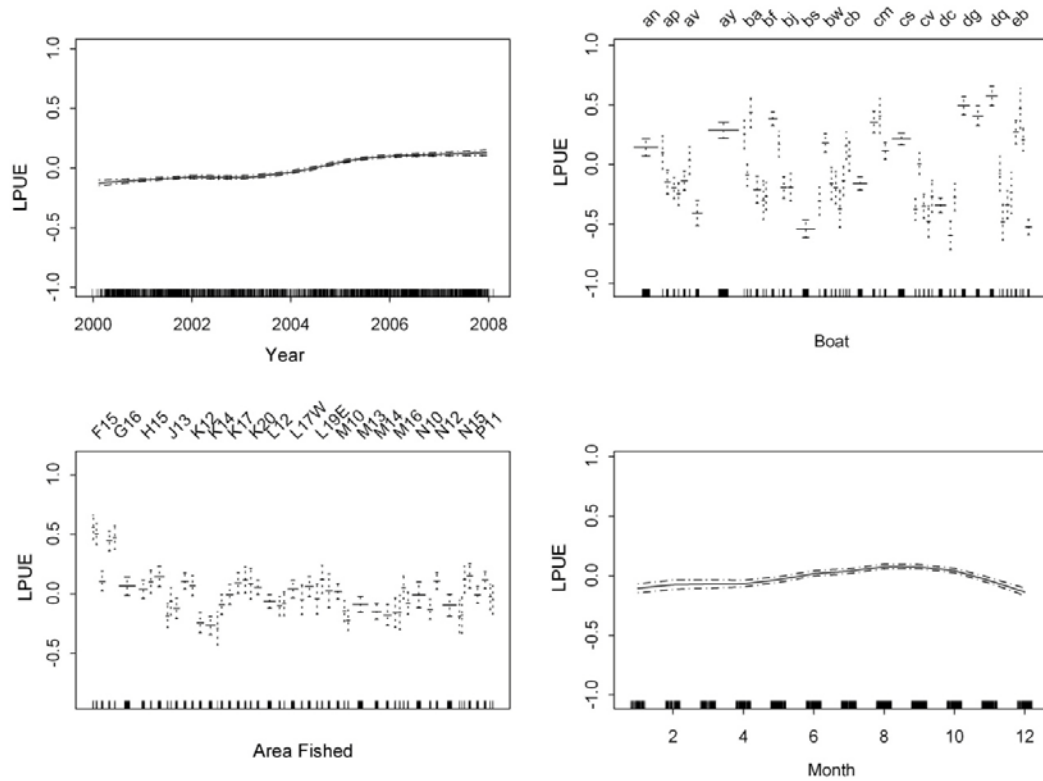 1.0
0.5
0.0
-0.5
-1.0
LPUE
2000 2002 2004 2006 2008
Year
an ap av ay ba bf bj bs bw cb cm cs cv dc dg dq eb
1.0
0.5
0.0
-0.5
-1.0
LPUE
Boat
F15 G16 H15 J13 K12 K14 K17 K20 L12 L17W L19E M10 M13 M14 M16 N10 N12 N15 P11
1.0
0.5
0.0
-0.5
LPUE
Area Fished
1.0
0.5
0.0
-0.5
-1.0
LPUE
2 4 6 8 10 12
Month